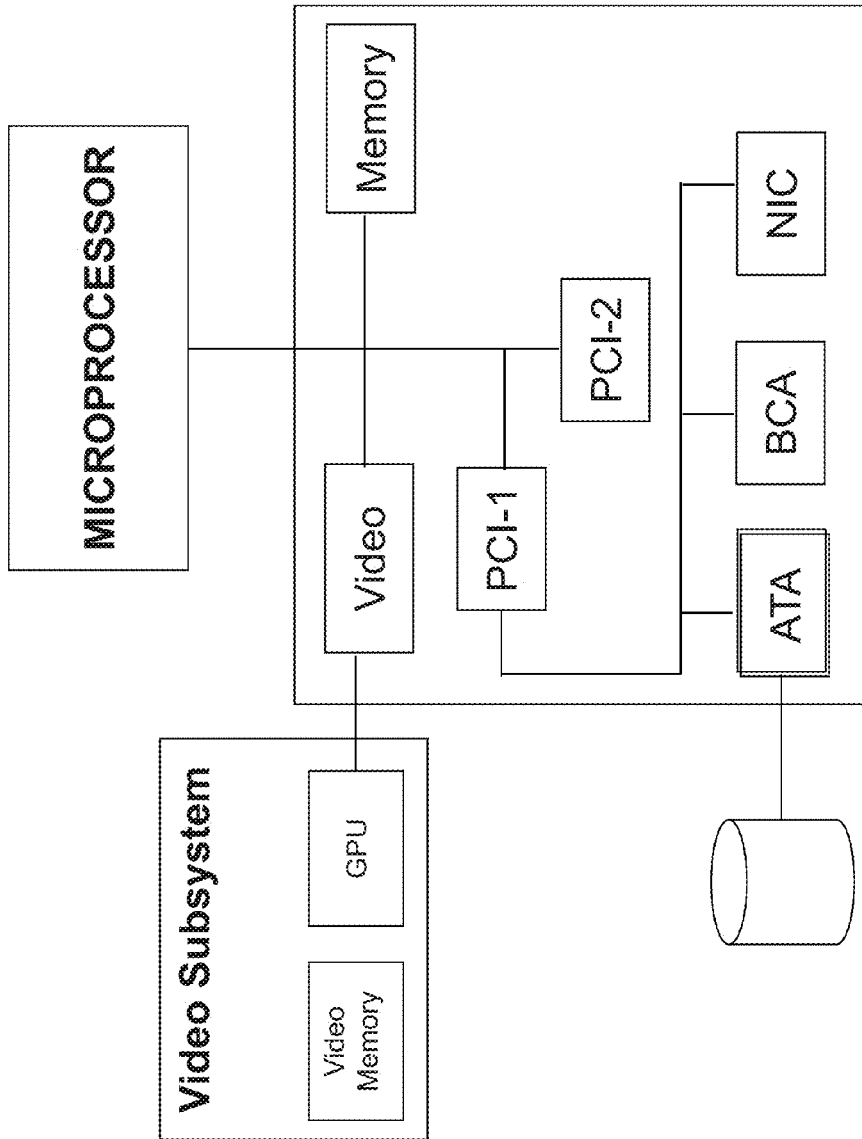 MICROPROCESSOR
Video Subsystem
Video
Memory
GPU
Video
Memory
PCI-1
PCI-2
ATA
BCA
NIC